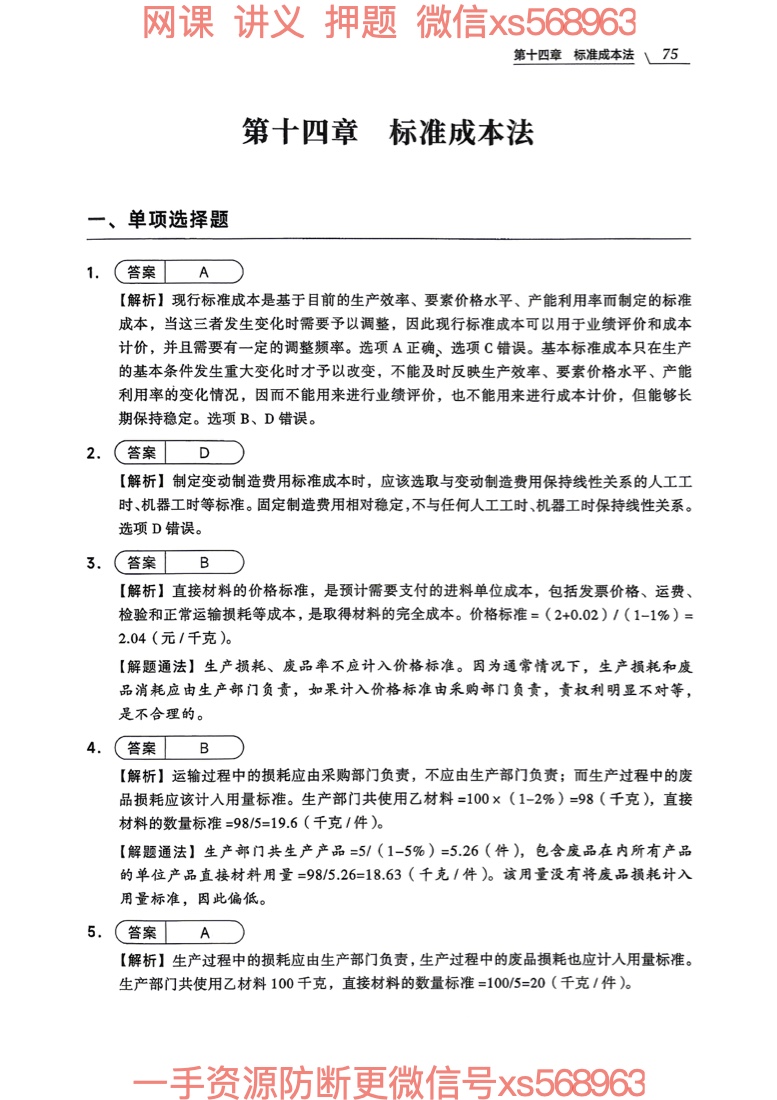 网课 讲义 押题 微信xs568963
第十四章 标准成本法 75
第十四章 标准成本法
一、单项选择题
1. 答案 A
【解析】现行标准成本是基于目前的生产效率、要素价格水平、产能利用率而制定的标准
成本，当这三者发生变化时需要予以调整，因此现行标准成本可以用于业绩评价和成本
计价，并且需要有一定的调整频率。选项 A 正确、选项 C 错误。基本标准成本只在生产
的基本条件发生重大变化时才予以改变，不能及时反映生产效率、要素价格水平、产能
利用率的变化情况，因而不能用来进行业绩评价，也不能用来进行成本计价，但能够长
期保持稳定。选项 B、D 错误。
2. 答案 D
【解析】制定变动制造费用标准成本时，应该选取与变动制造费用保持线性关系的人工工
时、机器工时等标准。固定制造费用相对稳定，不与任何人工工时、机器工时保持线性关系。
选项 D 错误。
3. 答案 B
【解析】直接材料的价格标准，是预计需要支付的进料单位成本，包括发票价格、运费、
检验和正常运输损耗等成本，是取得材料的完全成本。价格标准 =（2+0.02）/（1-1%）=
2.04（元 / 千克）。
【解题通法】生产损耗、废品率不应计入价格标准。因为通常情况下，生产损耗和废
品消耗应由生产部门负责，如果计入价格标准由采购部门负责，责权利明显不对等，
是不合理的。
4. 答案 B
【解析】运输过程中的损耗应由采购部门负责，不应由生产部门负责；而生产过程中的废
品损耗应该计人用量标准。生产部门共使用乙材料 =100×（1-2%）=98（千克），直接
材料的数量标准 =98/5=19.6（千克 / 件）。
【解题通法】生产部门共生产产品 =5/（1-5%）=5.26（件），包含废品在内所有产品
的单位产品直接材料用量 =98/5.26=18.63（千克 / 件）。该用量没有将废品损耗计入
用量标准，因此偏低。
5. 答案 A
【解析】生产过程中的损耗应由生产部门负责，生产过程中的废品损耗也应计人用量标准。
生产部门共使用乙材料 100 千克，直接材料的数量标准 =100/5=20（千克 / 件）。
一手资源防断更微信号xs568963